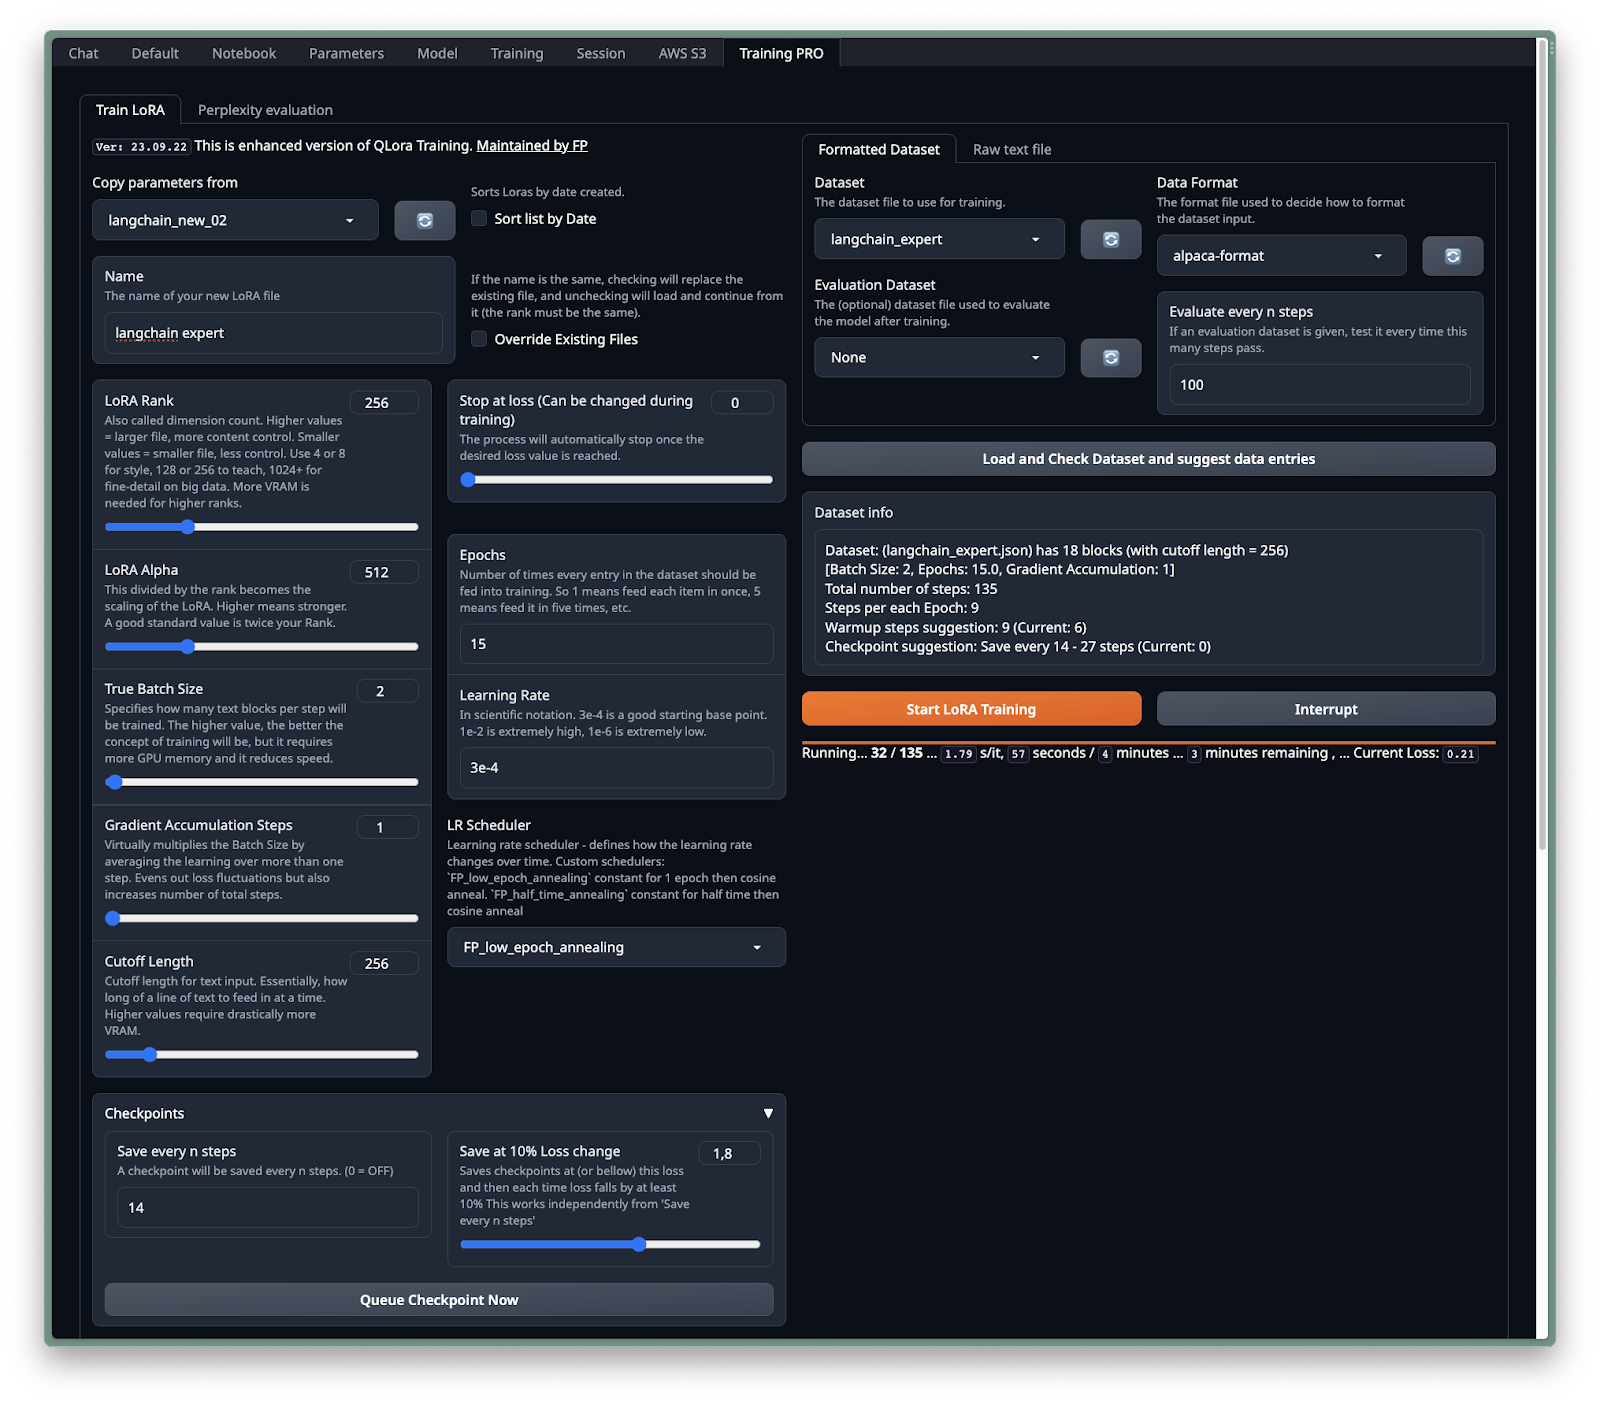 Chat Default Notebook Parameters Model Training Session AWS S3 Training PRO
Train LoRA Perplexity evaluation
Ver: 23.09.22 This is enhanced version of QLora Training. Maintained by FP
Copy parameters from
langchain_new_02
Sorts Loras by date created.
Sort list by Date
Name
The name of your new LoRA file
langchain expert
If the name is the same, checking will replace the
existing file, and unchecking will load and continue from
it (the rank must be the same).
Override Existing Files
LoRA Rank
256
Also called dimension count. Higher values
= larger file, more content control. Smaller
values = smaller file, less control. Use 4 or 8
for style, 128 or 256 to teach, 1024+ for
fine-detail on big data. More VRAM is
needed for higher ranks.
LoRA Alpha
512
This divided by the rank becomes the
scaling of the LoRA. Higher means stronger.
A good standard value is twice your Rank.
True Batch Size
2
Specifies how many text blocks per step will
be trained. The higher value, the better the
concept of training will be, but it requires
more GPU memory and it reduces speed.
Gradient Accumulation Steps
1
Virtually multiplies the Batch Size by
averaging the learning over more than one
step. Evens out loss fluctuations but also
increases number of total steps.
Cutoff Length
256
Cutoff length for text input. Essentially, how
long of a line of text to feed in at a time.
Higher values require drastically more
VRAM.
Stop at loss (Can be changed during
training)
0
The process will automatically stop once the
desired loss value is reached.
Epochs
Number of times every entry in the dataset should be
fed into training. So 1 means feed each item in once, 5
means feed it in five times, etc.
15
Learning Rate
In scientific notation. 3e-4 is a good starting base point.
1e-2 is extremely high, 1e-6 is extremely low.
3e-4
LR Scheduler
Learning rate scheduler - defines how the learning rate
changes over time. Custom schedulers:
`FP_low_epoch_annealing` constant for 1 epoch then cosine
anneal. `FP_half_time_annealing` constant for half time then
cosine anneal
FP_low_epoch_annealing
Checkpoints
▼
Save every n steps
A checkpoint will be saved every n steps. (0 = OFF)
14
Save at 10% Loss change
1,8
Saves checkpoints at (or bellow) this loss
and then each time loss falls by at least
10% This works independently from 'Save
every n steps'
Queue Checkpoint Now
Formatted Dataset Raw text file
Dataset
The dataset file to use for training.
langchain_expert
Data Format
The format file used to decide how to format
the dataset input.
alpaca-format
Evaluation Dataset
The (optional) dataset file used to evaluate
the model after training.
None
Evaluate every n steps
If an evaluation dataset is given, test it every time this
many steps pass.
100
Load and Check Dataset and suggest data entries
Dataset info
Dataset: (langchain_expert.json) has 18 blocks (with cutoff length = 256)
[Batch Size: 2, Epochs: 15.0, Gradient Accumulation: 1]
Total number of steps: 135
Steps per each Epoch: 9
Warmup steps suggestion: 9 (Current: 6)
Checkpoint suggestion: Save every 14 - 27 steps (Current: 0)
Start LoRA Training
Interrupt
Running... 32 / 135 ... 1.79 s/it, 57 seconds / 4 minutes ... 3 minutes remaining , ... Current Loss: 0.21